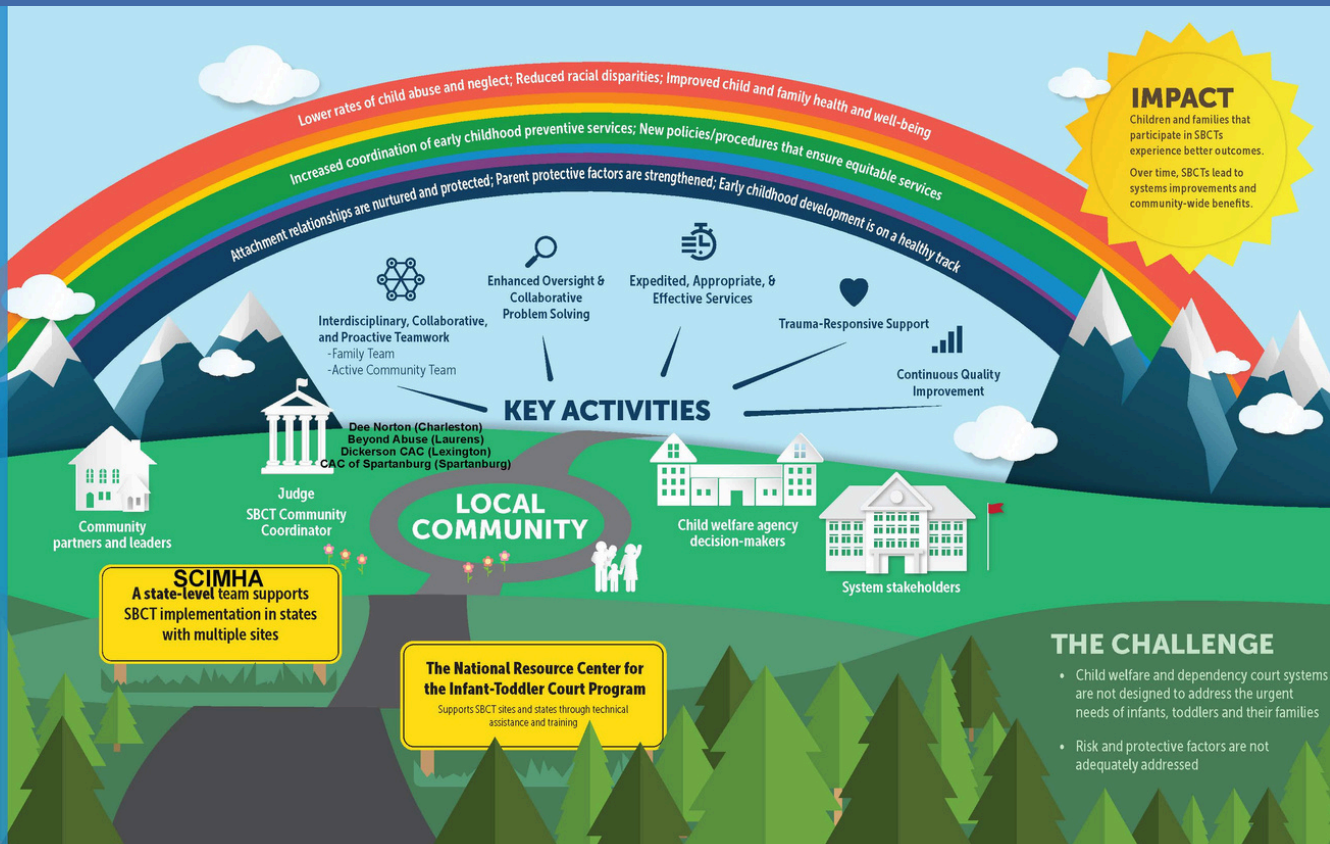 Lower rates of child abuse and neglect; Reduced racial disparities; Improved child and family health and well-being
Increased coordination of early childhood preventive services; New policies/procedures that ensure equitable services
Attachment relationships are nurtured and protected; Parent protective factors are strengthened; Early childhood development is on a healthy track
IMPACT
Children and families that
participate in SBCTs
experience better outcomes.
Over time, SBCTs lead to
systems improvements and
community-wide benefits.
Interdisciplinary, Collaborative,
and Proactive Teamwork
-Family Team
-Active Community Team
Enhanced Oversight &
Collaborative
Problem Solving
Expedited, Appropriate, &
Effective Services
Trauma-Responsive Support
Continuous Quality
Improvement
KEY ACTIVITIES
Dee Norton (Charleston)
Beyond Abuse (Laurens)
Dickerson CAC (Lexington)
CAC of Spartanburg (Spartanburg)
Community
partners and leaders
Judge
SBCT Community
Coordinator
LOCAL
COMMUNITY
Child welfare agency
decision-makers
System stakeholders
SCIMHA
A state-level team supports
SBCT implementation in states
with multiple sites
The National Resource Center for
the Infant-Toddler Court Program
Supports SBCT sites and states through technical
assistance and training
THE CHALLENGE
• Child welfare and dependency court systems
are not designed to address the urgent
needs of infants, toddlers and their families
• Risk and protective factors are not
adequately addressed